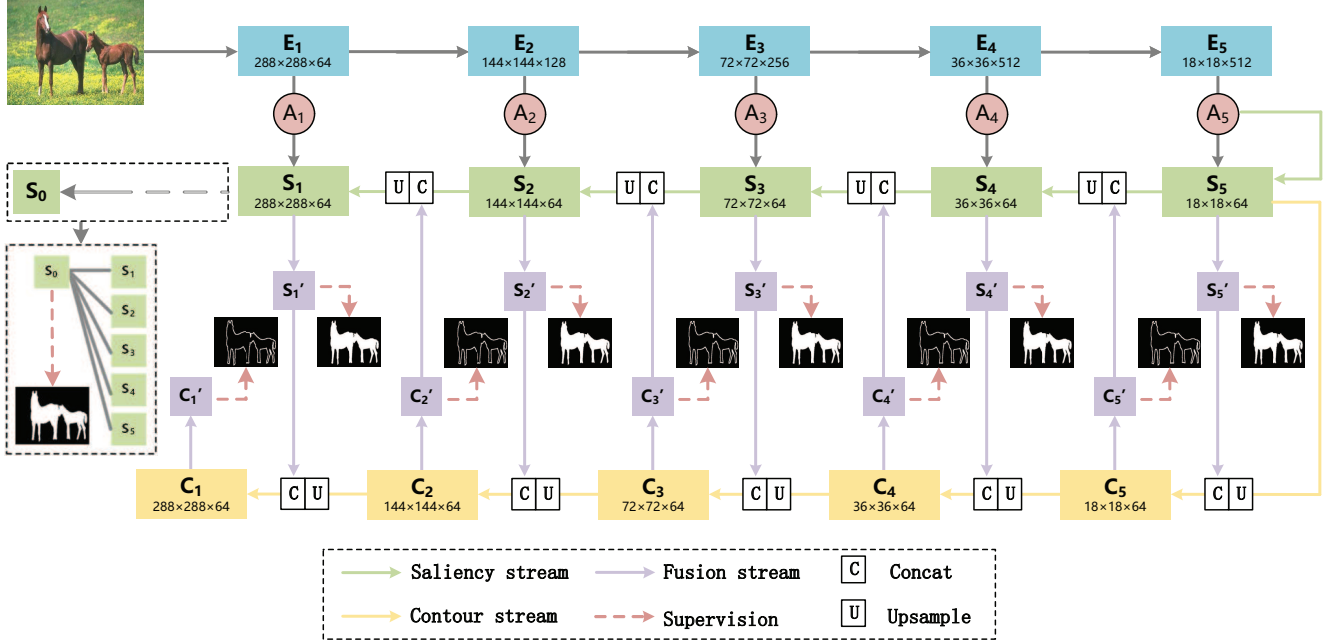 E₁
288×288×64
E₂
144×144×128
E₃
72×72×256
E₄
36×36×512
E₅
18×18×512
A₁
A₂
A₃
A₄
A₅
S₀
S₁
288×288×64
U C
S₂
144×144×64
U C
S₃
72×72×64
U C
S₄
36×36×64
U C
S₅
18×18×64
S₀
S₁
S₂
S₃
S₄
S₅
S₁′
S₂′
S₃′
S₄′
S₅′
C₁′
C₂′
C₃′
C₄′
C₅′
C₁
288×288×64
C U
C₂
144×144×64
C U
C₃
72×72×64
C U
C₄
36×36×64
C U
C₅
18×18×64
C U
Saliency stream
Fusion stream
C Concat
Contour stream
Supervision
U Upsample